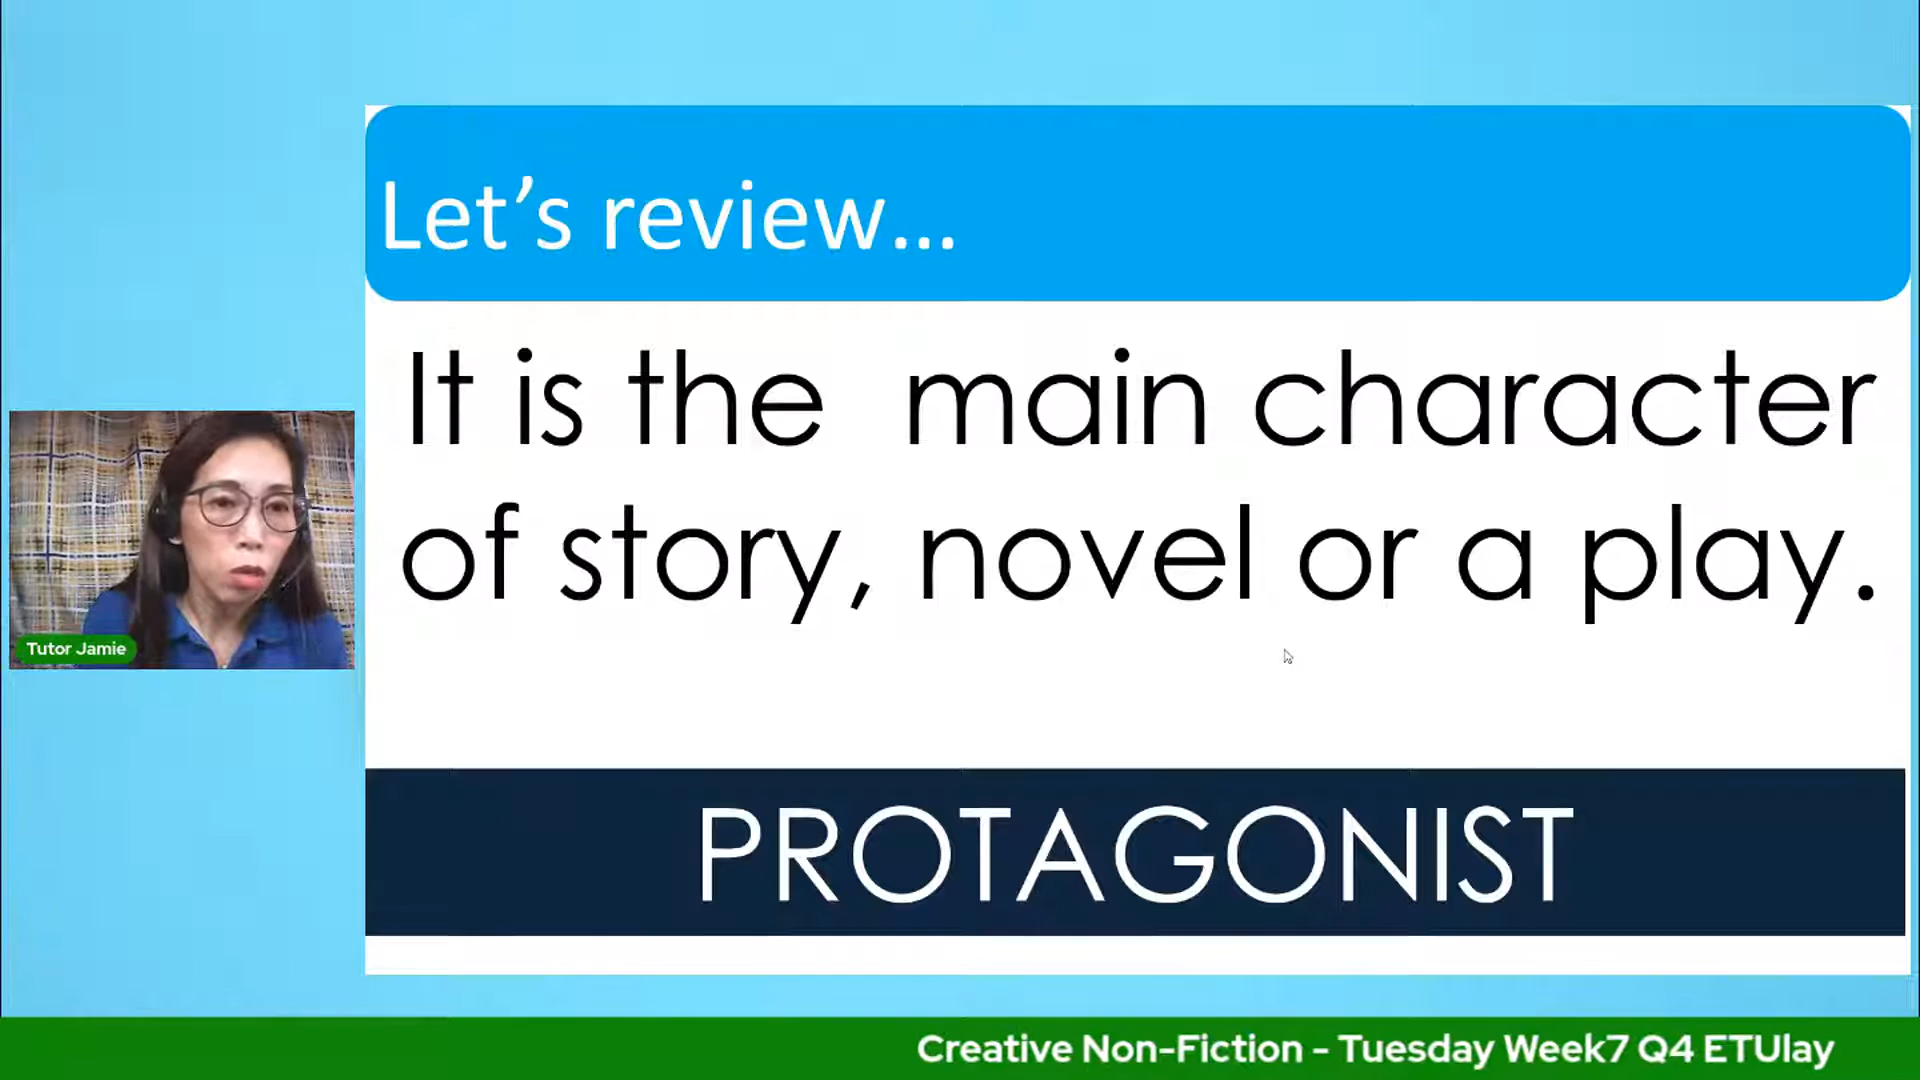 Let’s review...
It is the main character
of story, novel or a play.
Tutor Jamie
PROTAGONIST
Creative Non-Fiction - Tuesday Week7 Q4 ETUlay